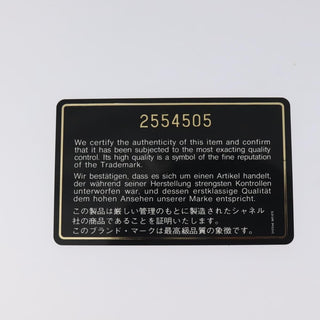 2554505
We certify the authenticity of this item and confirm
that it has been subjected to the most exacting quality
control. Its high quality is a symbol of the fine reputation
of the Trademark.
Wir bestätigen, dass es sich um einen Artikel handelt,
der während seiner Herstellung strengsten Kontrollen
unterworfen war, und dessen erstklassige Qualität
dem hohen Ansehen unserer Marke entspricht.
この製品は厳しい管理のもとに製造されたシャネル
社の商品であることを証明いたします。
このブランド・マークは最高級品質の象徴です。